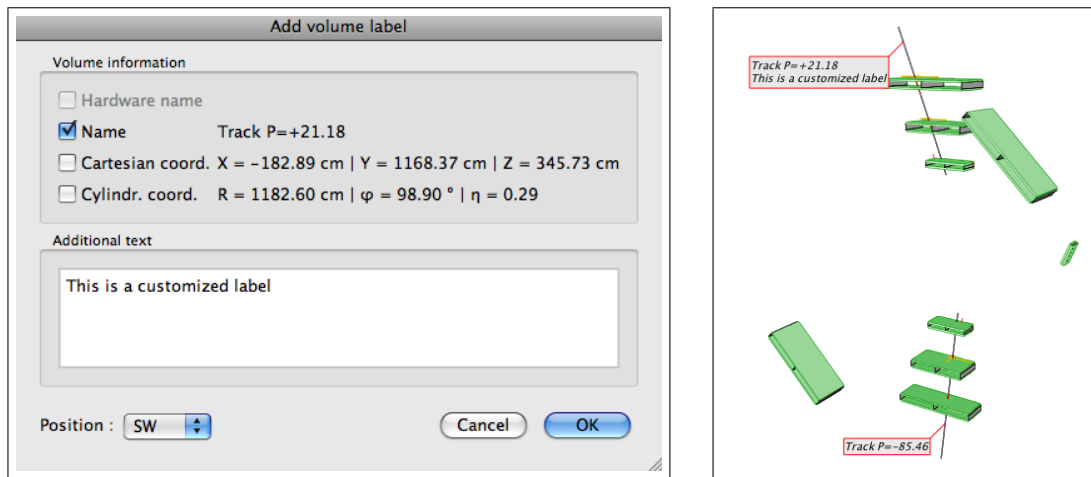 Add volume label
Volume information
Hardware name
Name Track P=+21.18
Cartesian coord. X = -182.89 cm | Y = 1168.37 cm | Z = 345.73 cm
Cylindr. coord. R = 1182.60 cm | φ = 98.90 ° | η = 0.29
Additional text
This is a customized label
Position : SW
Cancel
OK
Track P=+21.18
This is a customized label
Track P=-85.46